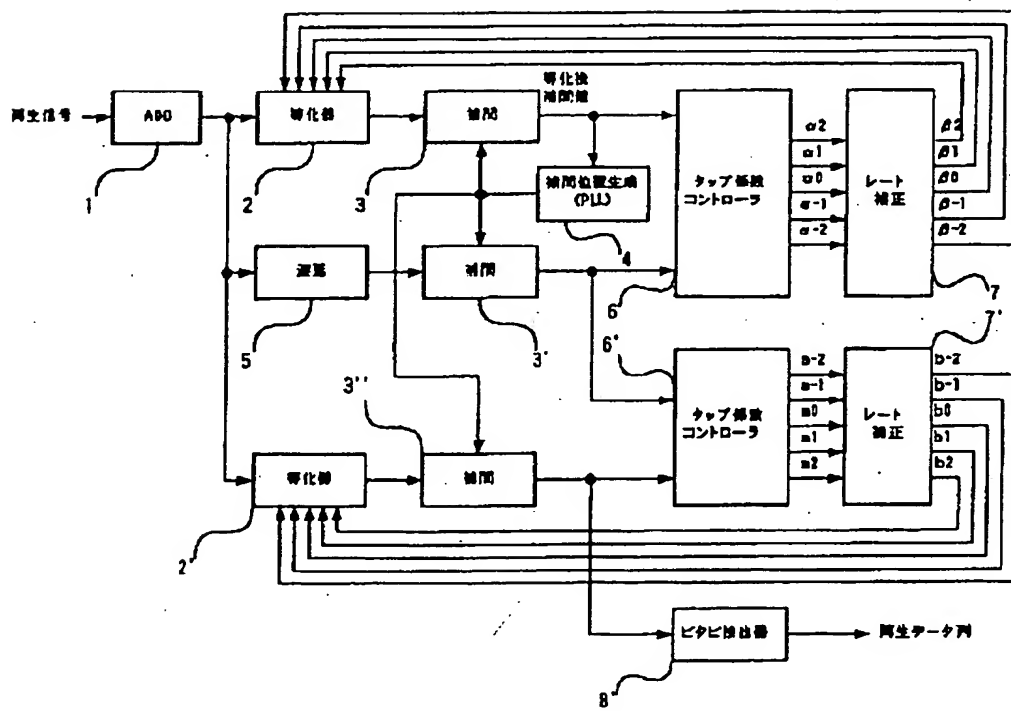 等化後
補間値
再生信号
ADC
等化器
補間
1
2
3
補間位置生成
(PLL)
4
タップ係数
コントローラ
α2
α1
α0
α-1
α-2
レート
補正
β2
β1
β0
β-1
β-2
遅延
補間
5
3'
6
7
7'
6'
3''
タップ係数
コントローラ
a-2
a-1
a0
a1
a2
レート
補正
b-2
b-1
b0
b1
b2
等化器
補間
2'
ビタビ検出器
再生データ列
8'